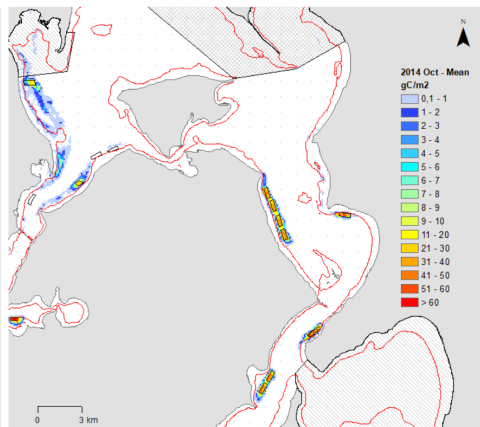 N
2014 Oct - Mean
gC/m2
0,1 - 1
1 - 2
2 - 3
3 - 4
4 - 5
5 - 6
6 - 7
7 - 8
8 - 9
9 - 10
11 - 20
21 - 30
31 - 40
41 - 50
51 - 60
> 60
0 3 km